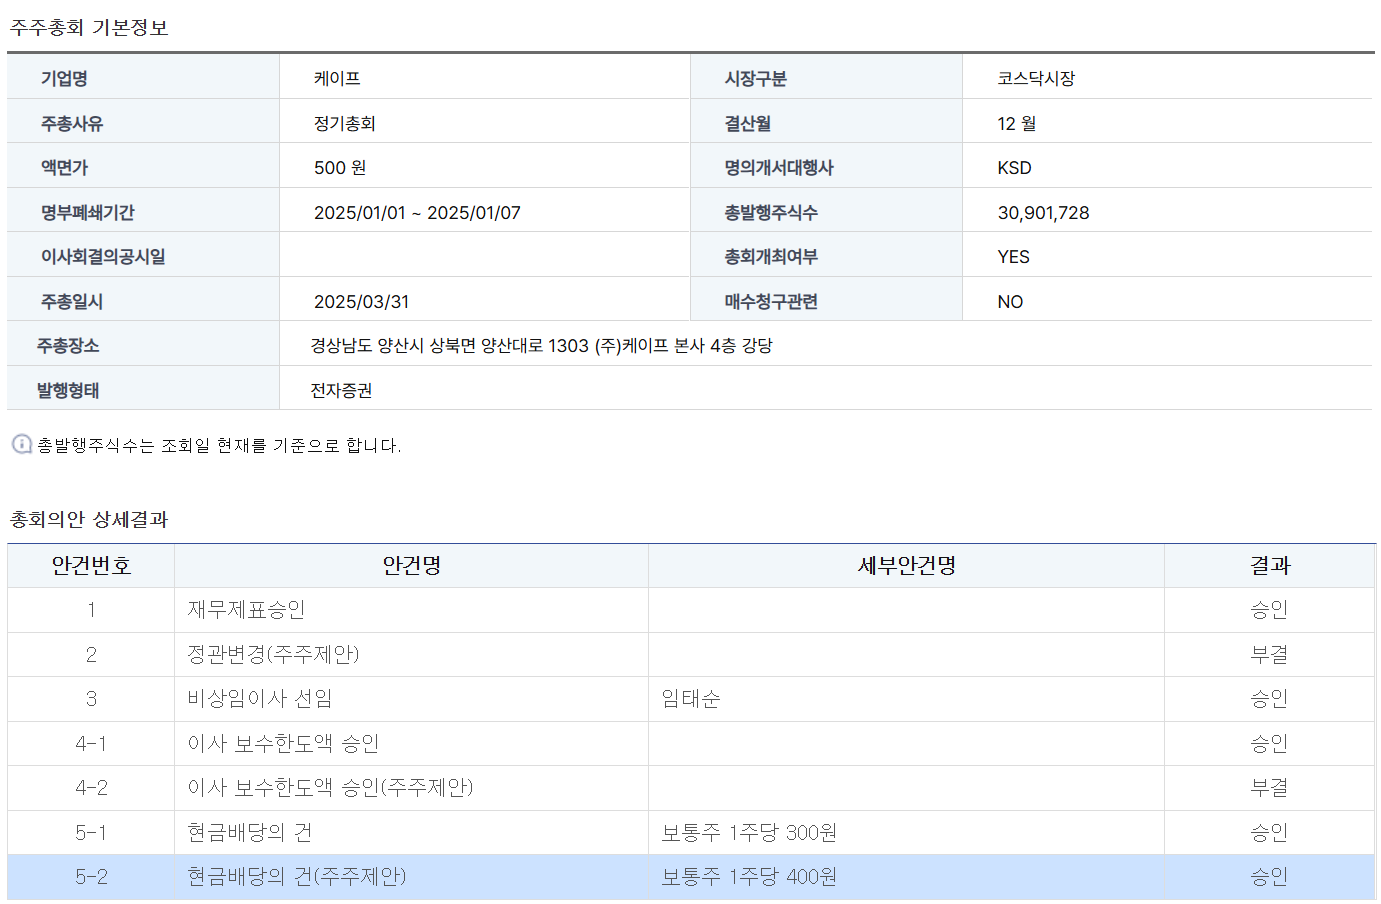 주주총회 기본정보
기업명 케이프 시장구분 코스닥시장
주총사유 정기총회 결산월 12 월
액면가 500 원 명의개서대행사 KSD
명부폐쇄기간 2025/01/01 ~ 2025/01/07 총발행주식수 30,901,728
이사회결의공시일 총회개최여부 YES
주총일시 2025/03/31 매수청구관련 NO
주총장소 경상남도 양산시 상북면 양산대로 1303 (주)케이프 본사 4층 강당
발행형태 전자증권
총발행주식수는 조회일 현재를 기준으로 합니다.
총회의안 상세결과
안건번호 안건명 세부안건명 결과
1 재무제표승인 승인
2 정관변경(주주제안) 부결
3 비상임이사 선임 임태순 승인
4-1 이사 보수한도액 승인 승인
4-2 이사 보수한도액 승인(주주제안) 부결
5-1 현금배당의 건 보통주 1주당 300원 승인
5-2 현금배당의 건(주주제안) 보통주 1주당 400원 승인